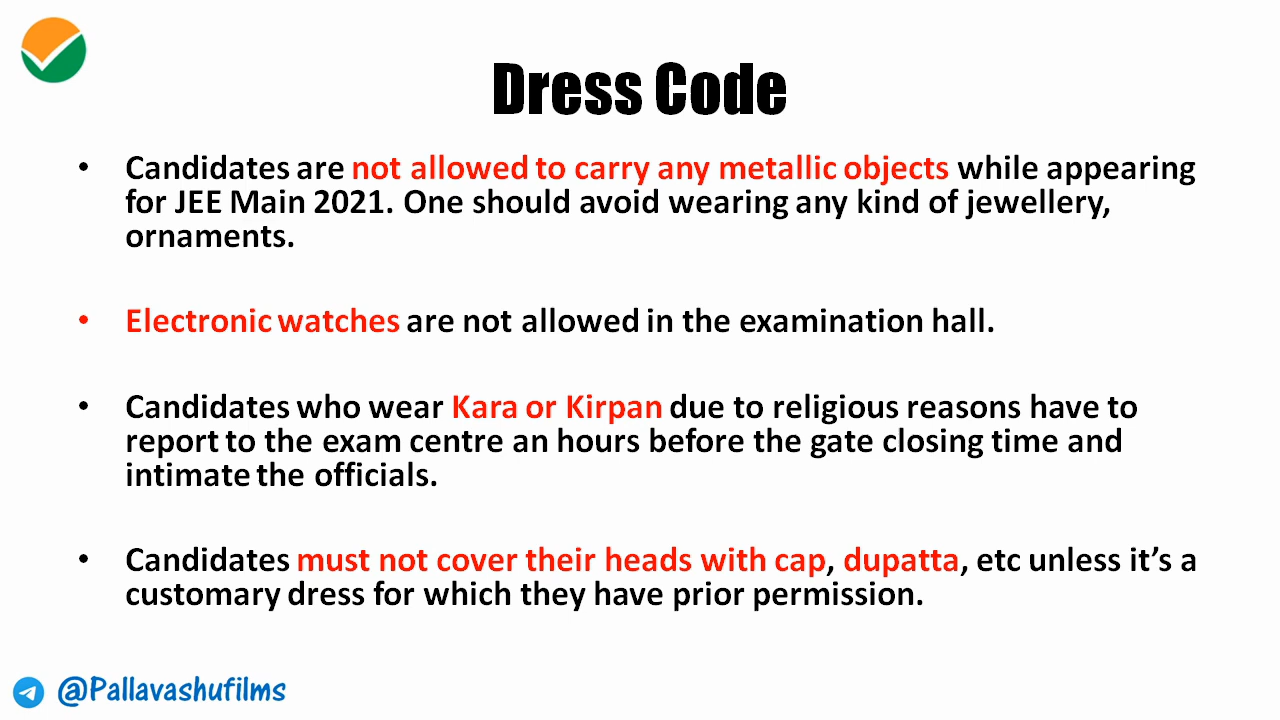 Dress Code
• Candidates are not allowed to carry any metallic objects while appearing
for JEE Main 2021. One should avoid wearing any kind of jewellery,
ornaments.
• Electronic watches are not allowed in the examination hall.
• Candidates who wear Kara or Kirpan due to religious reasons have to
report to the exam centre an hours before the gate closing time and
intimate the officials.
• Candidates must not cover their heads with cap, dupatta, etc unless it’s a
customary dress for which they have prior permission.
@Pallavashufilms